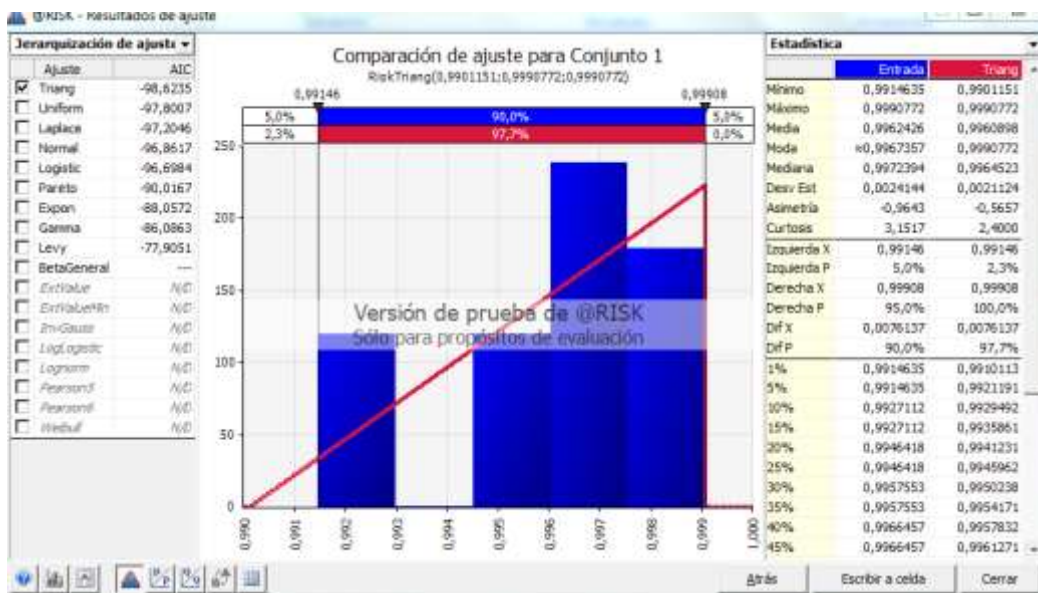 @RISK - Resultados de ajuste
Jerarquización de ajuste
Ajuste AIC
Triang -98,6235
Uniform -97,8007
Laplace -97,2046
Normal -96,8617
Logistic -96,6984
Pareto -90,0167
Expon -88,0572
Gamma -86,0863
Levy -77,9051
BetaGeneral ---
ExtValue N/D
ExtValueMin N/D
InvGauss N/D
LogLogistic N/D
Lognorm N/D
Pearson5 N/D
Pearson6 N/D
Weibull N/D
Comparación de ajuste para Conjunto 1
RiskTriang(0,9901151;0,9990772;0,9990772)
0,99146 0,99908
5,0% 90,0% 5,0%
2,3% 97,7% 0,0%
250
200
150
100
50
0
0,990
0,991
0,992
0,993
0,994
0,995
0,996
0,997
0,998
0,999
1,000
Versión de prueba de @RISK
Sólo para propósitos de evaluación
Estadística
Entrada Triang
Mínimo 0,9914635 0,9901151
Máximo 0,9990772 0,9990772
Media 0,9962426 0,9960898
Moda ≈0,9967357 0,9990772
Mediana 0,9972394 0,9964523
Desv Est 0,0024144 0,0021124
Asimetría -0,9643 -0,5657
Curtosis 3,1517 2,4000
Izquierda X 0,99146 0,99146
Izquierda P 5,0% 2,3%
Derecha X 0,99908 0,99908
Derecha P 95,0% 100,0%
Dif X 0,0076137 0,0076137
Dif P 90,0% 97,7%
1% 0,9914635 0,9910113
5% 0,9914635 0,9921191
10% 0,9927112 0,9929492
15% 0,9927112 0,9935861
20% 0,9946418 0,9941231
25% 0,9946418 0,9945962
30% 0,9957553 0,9950238
35% 0,9957553 0,9954171
40% 0,9966457 0,9957832
45% 0,9966457 0,9961271
Atrás Escribir a celda Cerrar